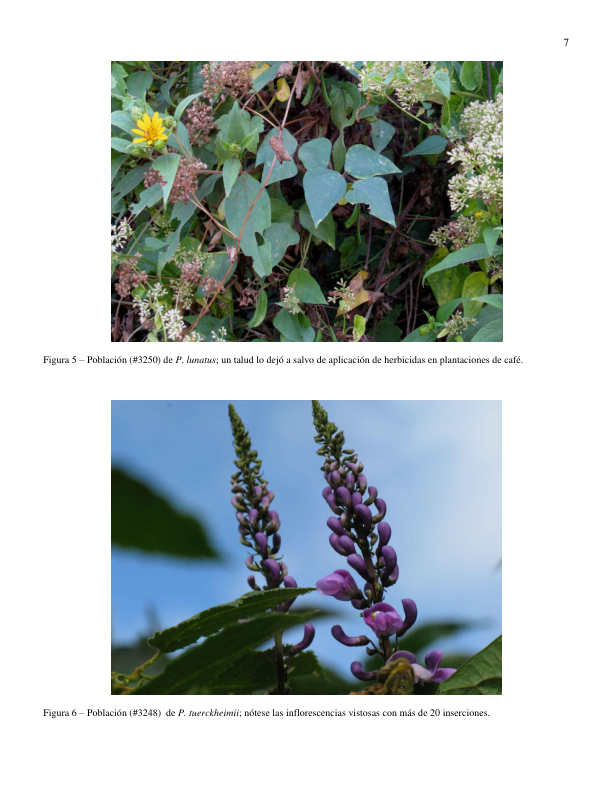 7
Figura 5 – Población (#3250) de P. lunatus; un talud lo dejó a salvo de aplicación de herbicidas en plantaciones de café.
Figura 6 – Población (#3248)  de P. tuerckheimii; nótese las inflorescencias vistosas con más de 20 inserciones.